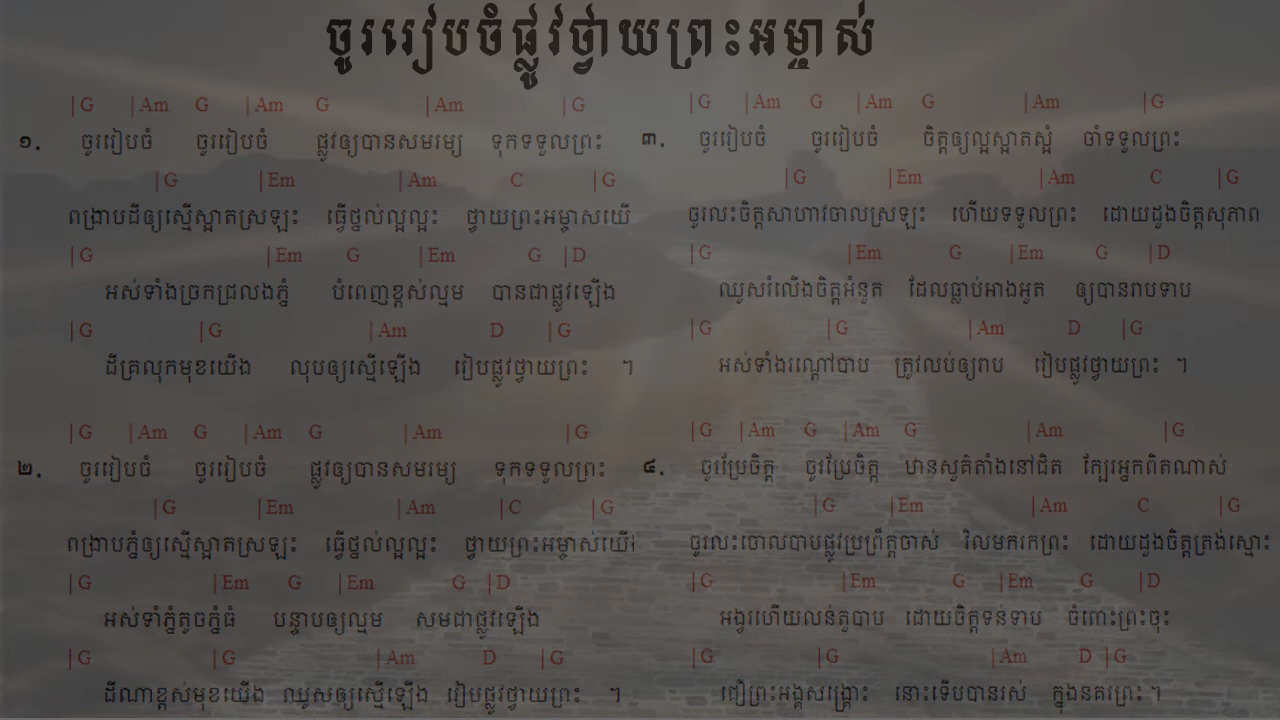 ចូររៀបចំផ្លូវថ្វាយព្រះអម្ចាស់
|G |Am G |Am G |Am |G
១. ចូររៀបចំ ចូររៀបចំ ផ្លូវឲ្យបានសមរម្យ ទុកទទួលព្រះ
|G |Em |Am C |G
ពង្រាបដីឲ្យស្មើស្អាតស្រឡះ ធ្វើថ្នល់ល្អល្អះ ថ្វាយព្រះអម្ចាសយើ
|G |Em G |Em G |D
អស់ទាំងច្រកជ្រលងភ្នំ បំពេញខ្ពស់ល្មម បានជាផ្លូវឡើង
|G |G |Am D |G
ដីគ្រលុកមុខយើង លុបឲ្យស្មើឡើង រៀបផ្លូវថ្វាយព្រះ ។
|G |Am G |Am G |Am |G
២. ចូររៀបចំ ចូររៀបចំ ផ្លូវឲ្យបានសមរម្យ ទុកទទួលព្រះ
|G |Em |Am |C |G
ពង្រាបភ្នំឲ្យស្មើស្អាតស្រឡះ ធ្វើថ្នល់ល្អល្អះ ថ្វាយព្រះអម្ចាស់យើង
|G |Em G |Em G |D
អស់ទាំភ្នំតូចភ្នំធំ បន្ទាបឲ្យល្មម សមជាផ្លូវឡើង
|G |G |Am D |G
ដីណាខ្ពស់មុខយើង ឈូសឲ្យស្មើឡើង រៀបផ្លូវថ្វាយព្រះ ។
|G |Am G |Am G |Am |G
៣. ចូររៀបចំ ចូររៀបចំ ចិត្តឲ្យល្អស្អាតស្អំ ចាំទទួលព្រះ
|G |Em |Am C |G
ចូរលះចិត្តសាហាវចាលស្រឡះ ហើយទទួលព្រះ ដោយដួងចិត្តសុភាព
|G |Em G |Em G |D
ឈូសរំលើងចិត្តអំនួត ដែលធ្លាប់អាងអួត ឲ្យបានរាបទាប
|G |G |Am D |G
អស់ទាំងរណ្តៅបាប ត្រូវលប់ឲ្យរាប រៀបផ្លូវថ្វាយព្រះ ។
|G |Am G |Am G |Am |G
៤. ចូរប្រែចិត្ត ចូរប្រែចិត្ត ឋានសួគ៌តាំងនៅជិត ក្បែរអ្នកពិតណាស់
|G |Em |Am C |G
ចូរលះចោលបាបផ្លូវប្រព្រឹត្តចាស់ វិលមករកព្រះ ដោយដួងចិត្តត្រង់ស្មោះ
|G |Em G |Em G |D
អង្វរហើយលន់តួបាប ដោយចិត្តទន់ទាប ចំពោះព្រះចុះ
|G |G |Am D |G
ជឿព្រះអង្គសង្គ្រោះ នោះទើបបានរស់ ក្នុងនគរព្រះ ។